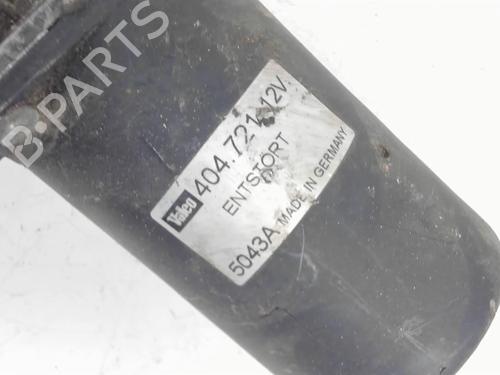 Valeo 404.721 12V.
ENTSTÖRT
5043A MADE IN GERMANY
B-PARTS